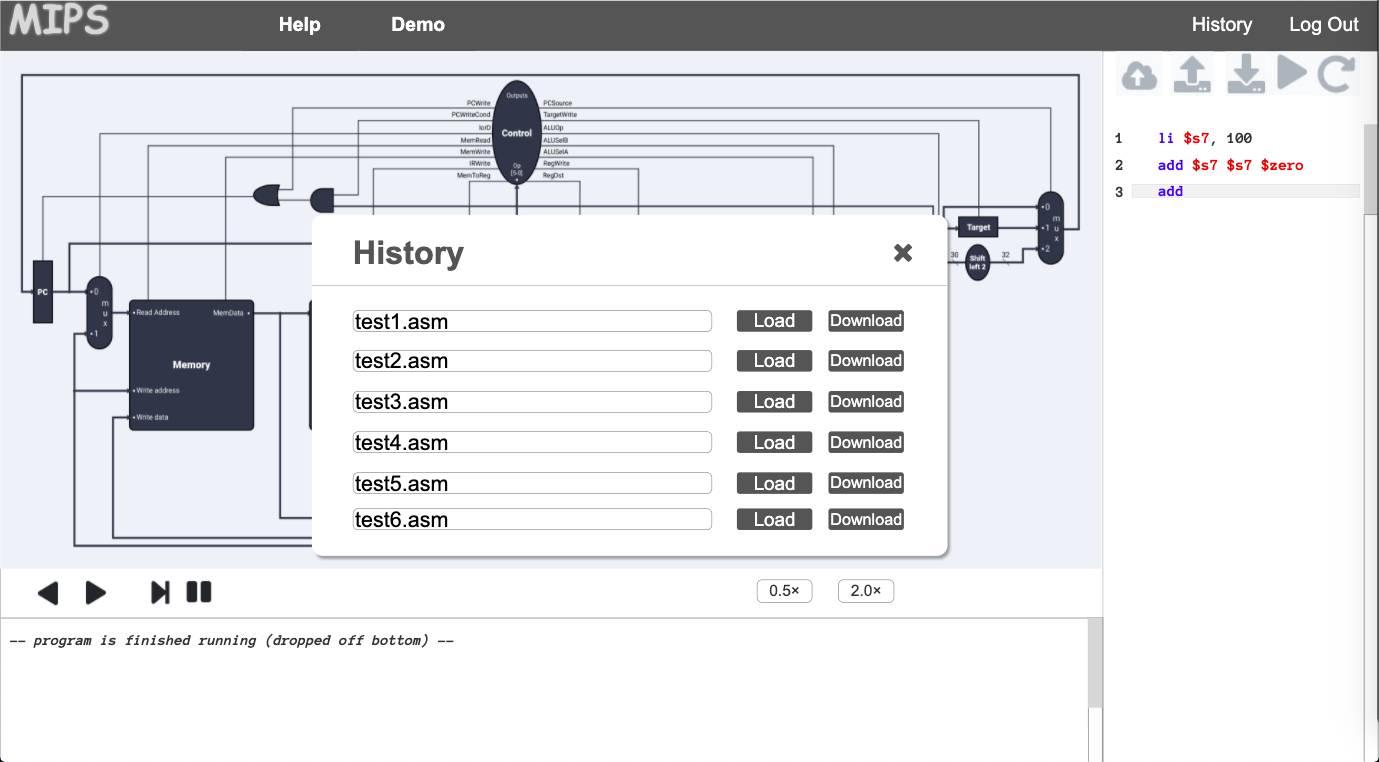 MIPS Help Demo History Log Out
Outputs
PCWrite PCSource
PCWriteCond TargetWrite
IorD ALUOp
Control
MemRead ALUSelB
MemWrite ALUSelA
IRWrite RegWrite
MemToReg RegDst
Op
[5-0]
PC
0
m
u
x
1
Read Address MemData
Memory
Write address
Write data
Target
30 Shift left 2 32
0
m
1 u
x
2
1 li $s7, 100
2 add $s7 $s7 $zero
3 add
History ✖
test1.asm Load Download
test2.asm Load Download
test3.asm Load Download
test4.asm Load Download
test5.asm Load Download
test6.asm Load Download
0.5× 2.0×
-- program is finished running (dropped off bottom) --